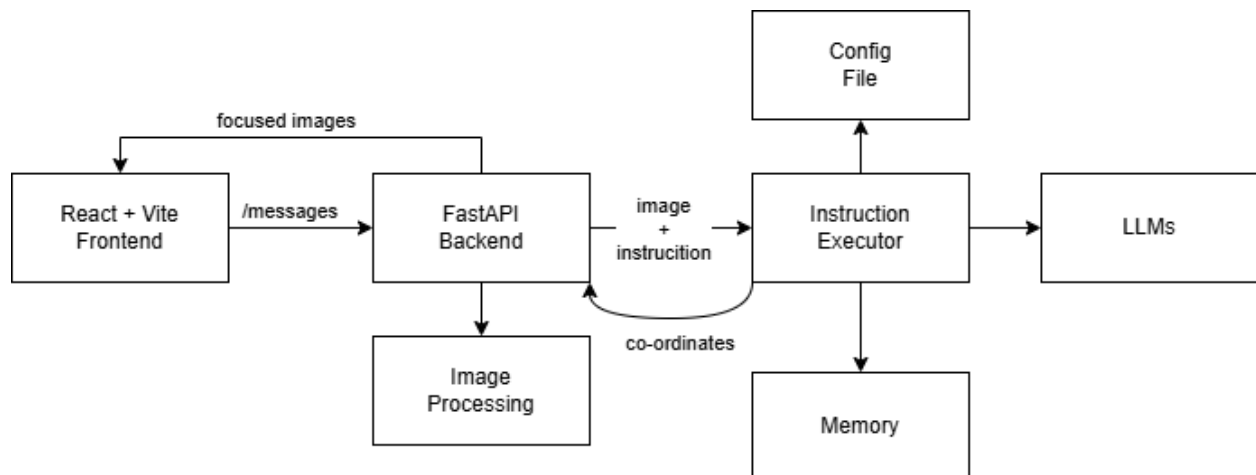 Config
File
focused images
React + Vite
Frontend
/messages
FastAPI
Backend
image
+
instrucition
Instruction
Executor
LLMs
co-ordinates
Image
Processing
Memory